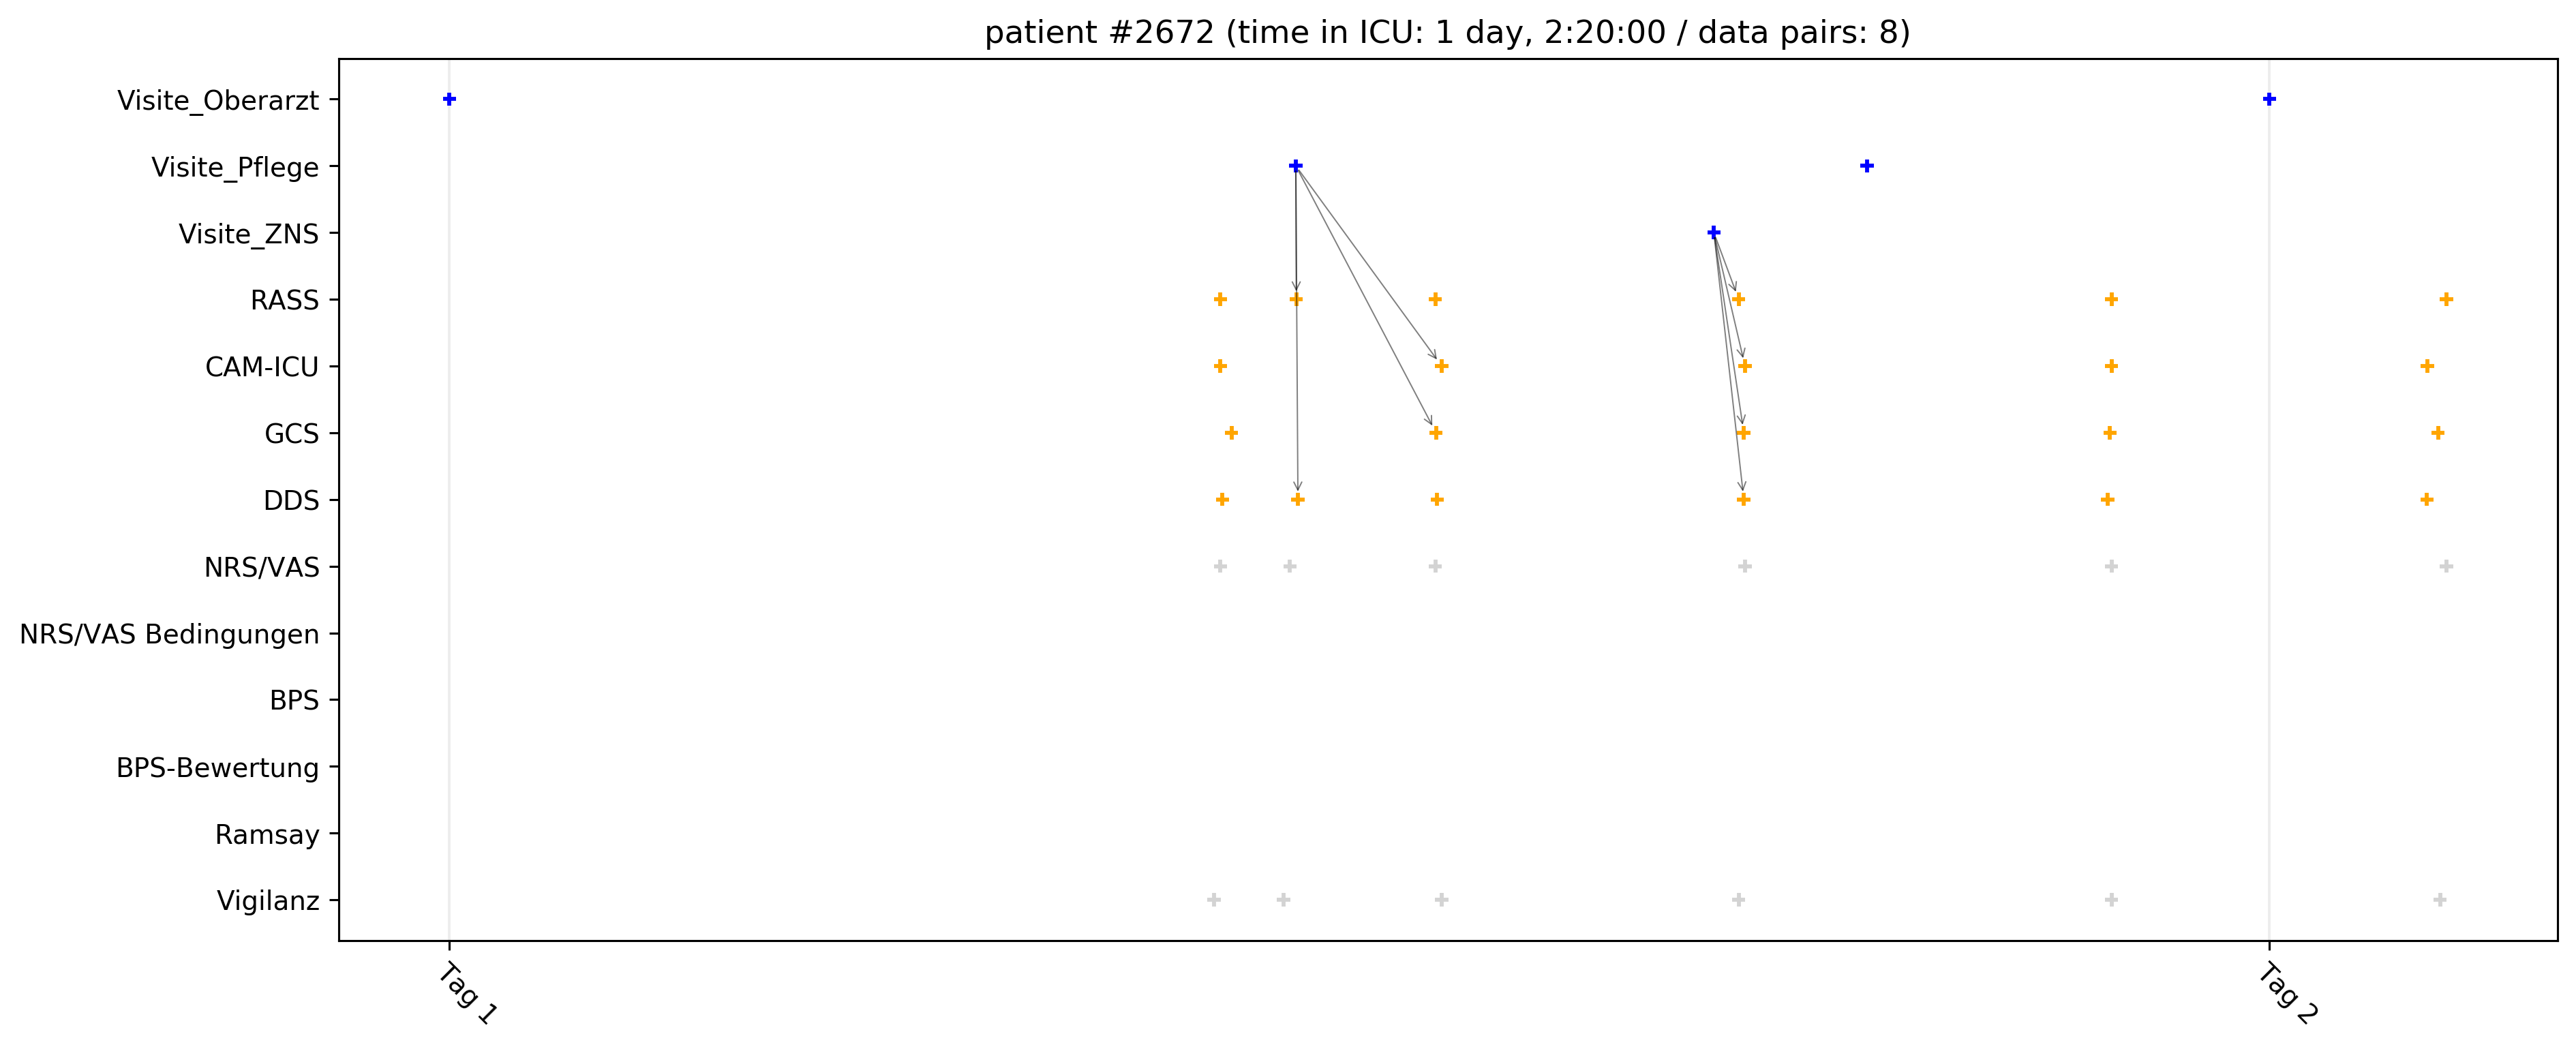 patient #2672 (time in ICU: 1 day, 2:20:00 / data pairs: 8)
Visite_Oberarzt
Visite_Pflege
Visite_ZNS
RASS
CAM-ICU
GCS
DDS
NRS/VAS
NRS/VAS Bedingungen
BPS
BPS-Bewertung
Ramsay
Vigilanz
Tag 1
Tag 2